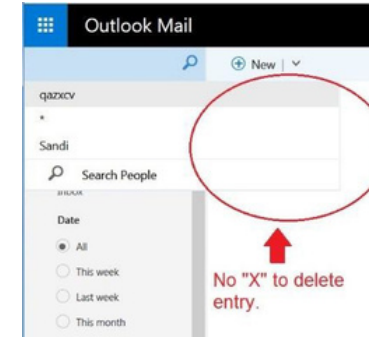 Outlook Mail
New
qazxcv
*
Sandi
Search People
Inbox
Date
All
This week
Last week
This month
No "X" to delete
entry.